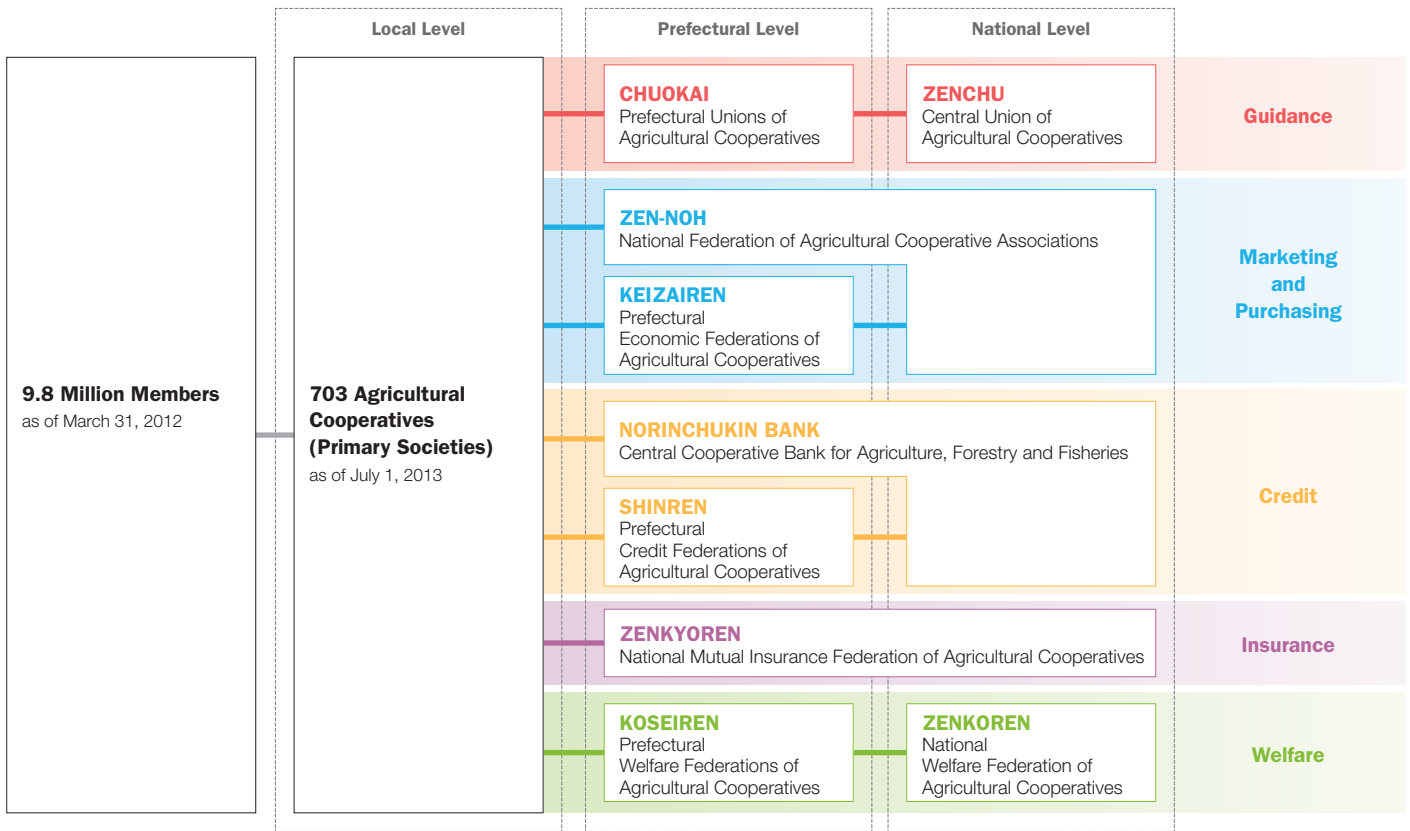 Local Level
Prefectural Level
National Level
9.8 Million Members
as of March 31, 2012
703 Agricultural
Cooperatives
(Primary Societies)
as of July 1, 2013
CHUOKAI
Prefectural Unions of
Agricultural Cooperatives
ZENCHU
Central Union of
Agricultural Cooperatives
Guidance
ZEN-NOH
National Federation of Agricultural Cooperative Associations
KEIZAIREN
Prefectural
Economic Federations of
Agricultural Cooperatives
Marketing
and
Purchasing
NORINCHUKIN BANK
Central Cooperative Bank for Agriculture, Forestry and Fisheries
SHINREN
Prefectural
Credit Federations of
Agricultural Cooperatives
Credit
ZENKYOREN
National Mutual Insurance Federation of Agricultural Cooperatives
Insurance
KOSEIREN
Prefectural
Welfare Federations of
Agricultural Cooperatives
ZENKOREN
National
Welfare Federation of
Agricultural Cooperatives
Welfare